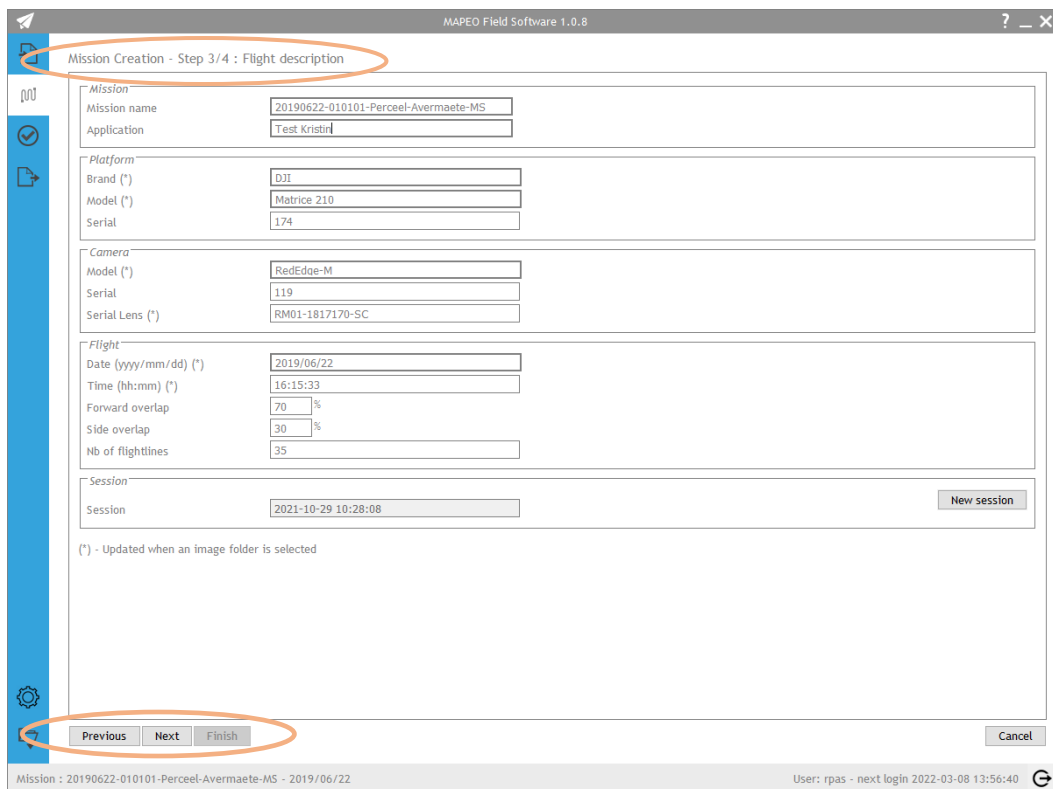 MAPEO Field Software 1.0.8 ? _ X
Mission Creation - Step 3/4 : Flight description
Mission
Mission name 20190622-010101-Perceel-Avermaete-MS
Application Test Kristin
Platform
Brand (*) DJI
Model (*) Matrice 210
Serial 174
Camera
Model (*) RedEdge-M
Serial 119
Serial Lens (*) RM01-1817170-SC
Flight
Date (yyyy/mm/dd) (*) 2019/06/22
Time (hh:mm) (*) 16:15:33
Forward overlap 70 %
Side overlap 30 %
Nb of flightlines 35
Session
Session 2021-10-29 10:28:08 New session
(*) - Updated when an image folder is selected
Previous Next Finish Cancel
Mission : 20190622-010101-Perceel-Avermaete-MS - 2019/06/22 User: rpas - next login 2022-03-08 13:56:40